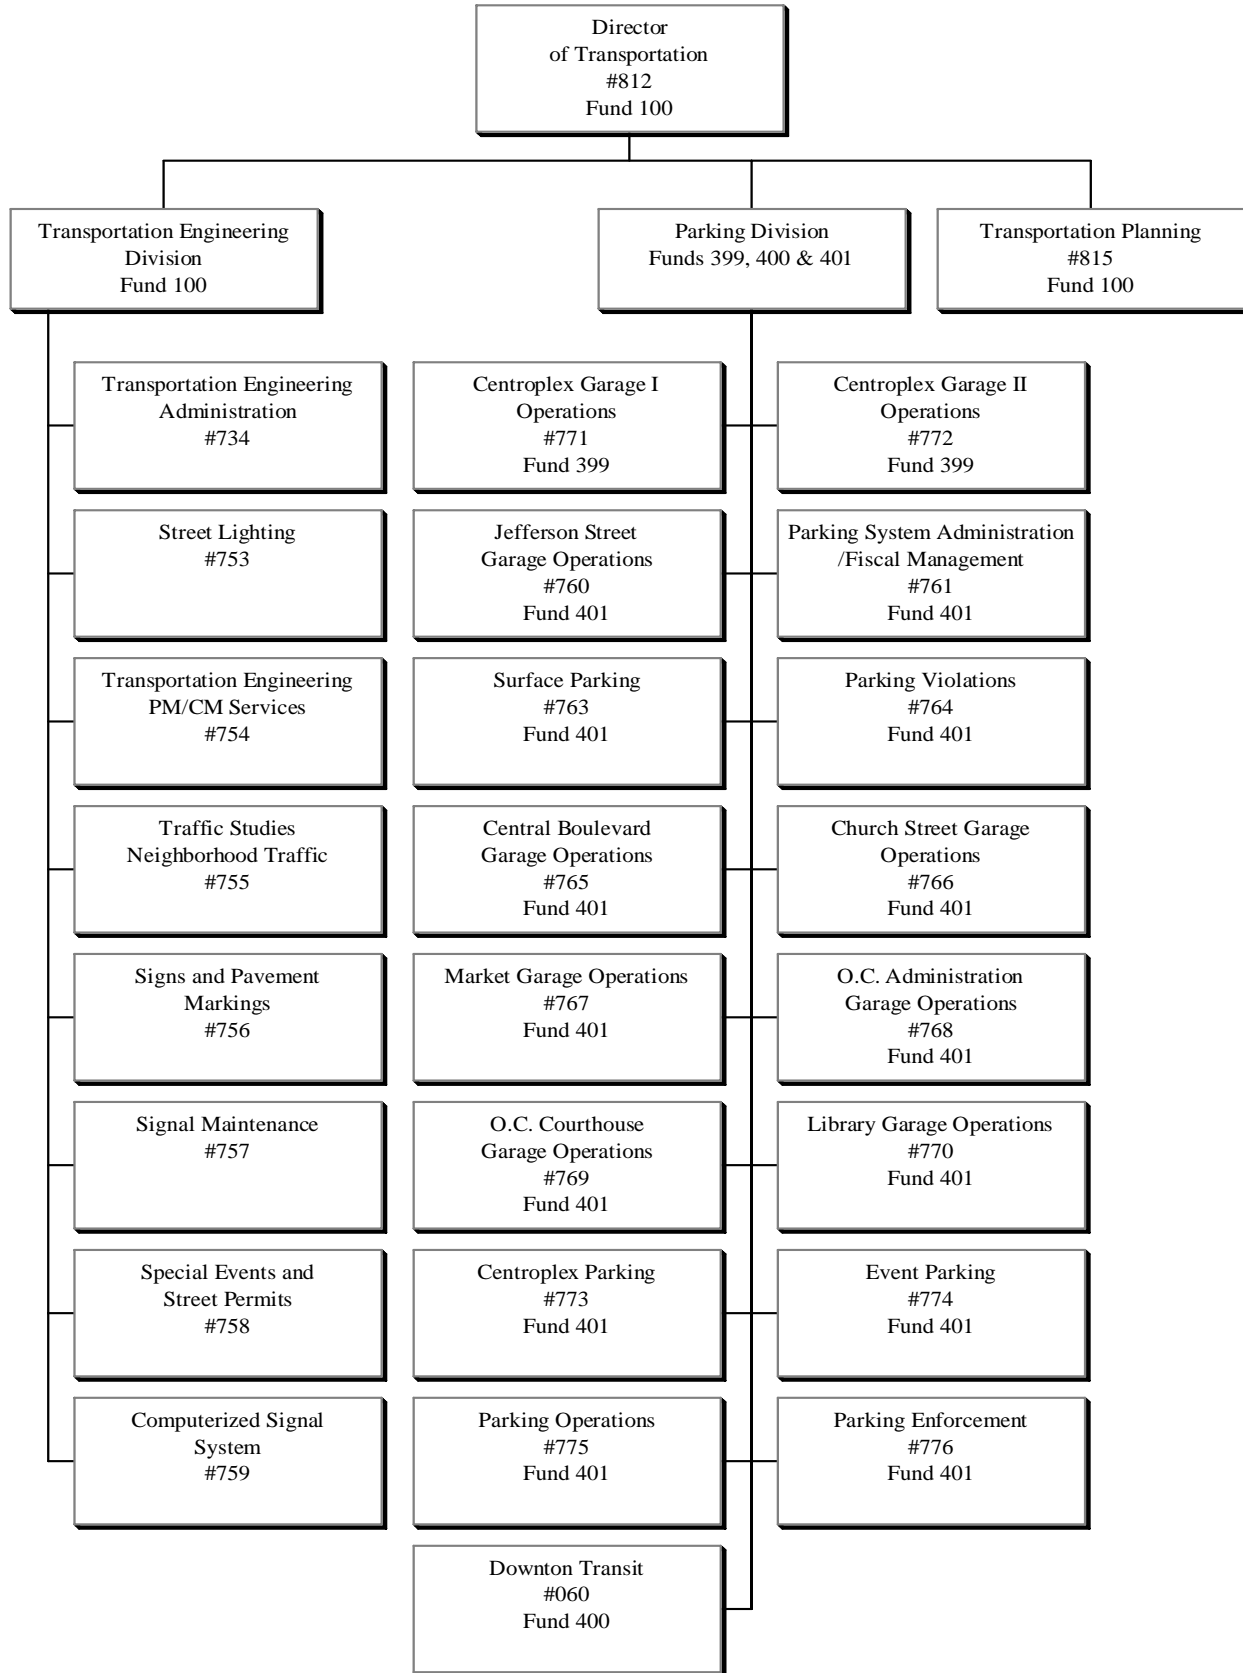 Director
of Transportation
#812
Fund 100
Transportation Engineering
Division
Fund 100
Parking Division
Funds 399, 400 & 401
Transportation Planning
#815
Fund 100
Transportation Engineering
Administration
#734
Centroplex Garage I
Operations
#771
Fund 399
Centroplex Garage II
Operations
#772
Fund 399
Street Lighting
#753
Jefferson Street
Garage Operations
#760
Fund 401
Parking System Administration
/Fiscal Management
#761
Fund 401
Transportation Engineering
PM/CM Services
#754
Surface Parking
#763
Fund 401
Parking Violations
#764
Fund 401
Traffic Studies
Neighborhood Traffic
#755
Central Boulevard
Garage Operations
#765
Fund 401
Church Street Garage
Operations
#766
Fund 401
Signs and Pavement
Markings
#756
Market Garage Operations
#767
Fund 401
O.C. Administration
Garage Operations
#768
Fund 401
Signal Maintenance
#757
O.C. Courthouse
Garage Operations
#769
Fund 401
Library Garage Operations
#770
Fund 401
Special Events and
Street Permits
#758
Centroplex Parking
#773
Fund 401
Event Parking
#774
Fund 401
Computerized Signal
System
#759
Parking Operations
#775
Fund 401
Parking Enforcement
#776
Fund 401
Downton Transit
#060
Fund 400